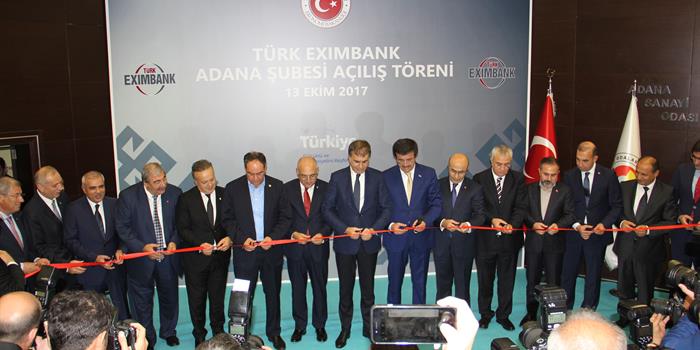 TÜRK EXIMBANK
ADANA ŞUBESİ AÇILIŞ TÖRENİ
13 EKİM 2017
TÜRK
EXIMBANK
TÜRK
EXIMBANK
Türkiye
ADANA
SANAYİ
ODASI